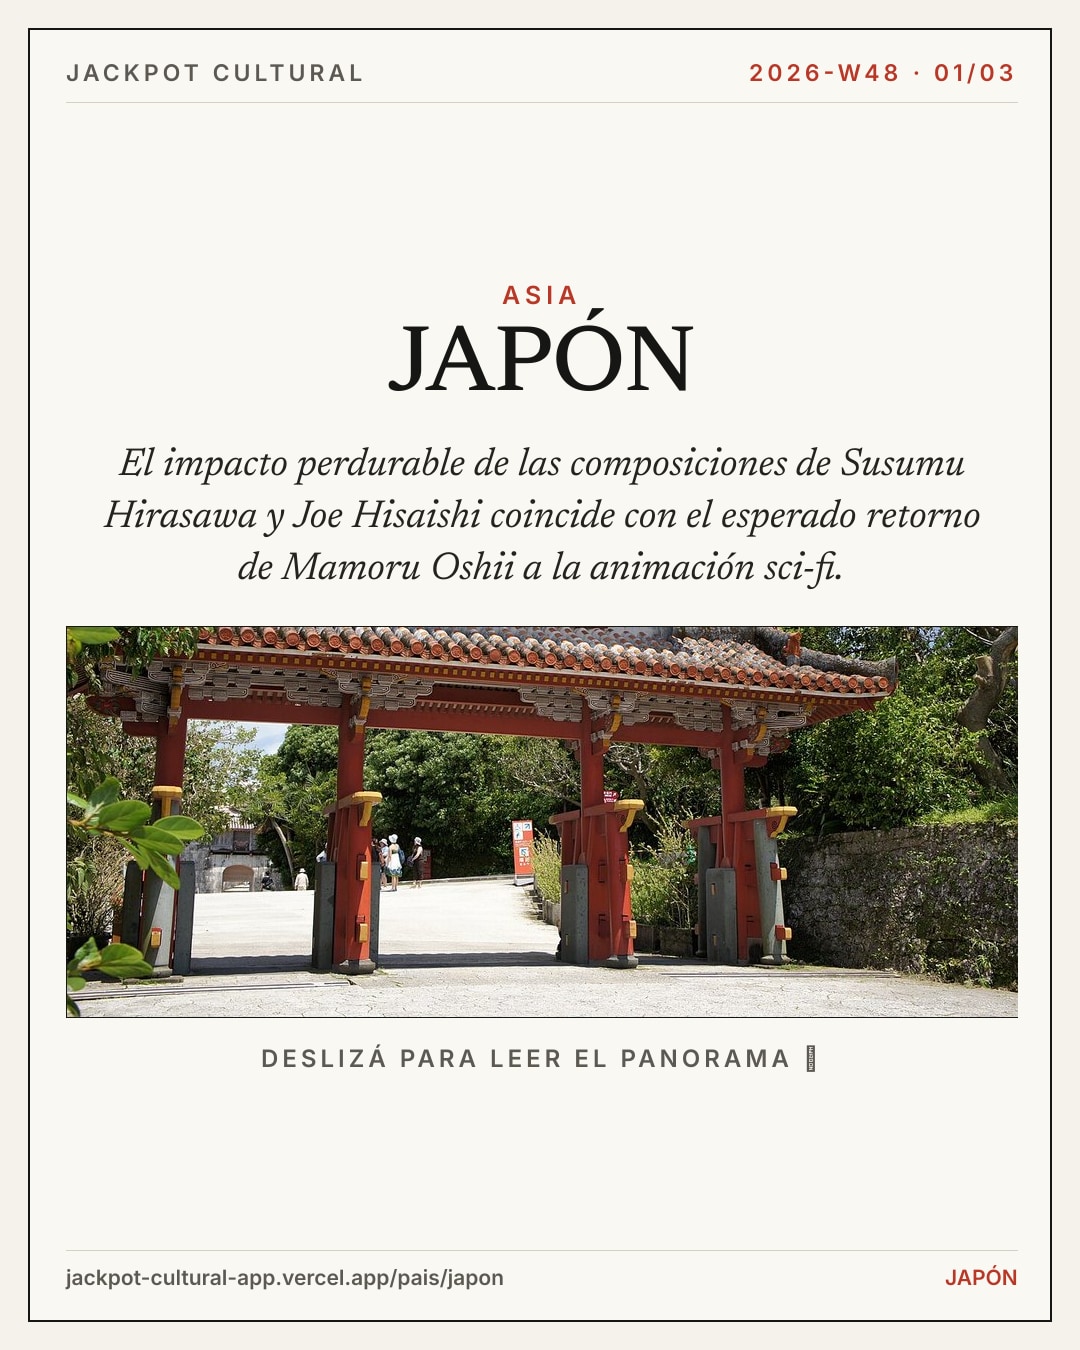 JACKPOT CULTURAL
2026-W48 · 01/03
ASIA
JAPÓN
El impacto perdurable de las composiciones de Susumu
Hirasawa y Joe Hisaishi coincide con el esperado retorno
de Mamoru Oshii a la animación sci-fi.
DESLIZÁ PARA LEER EL PANORAMA
jackpot-cultural-app.vercel.app/pais/japon
JAPÓN